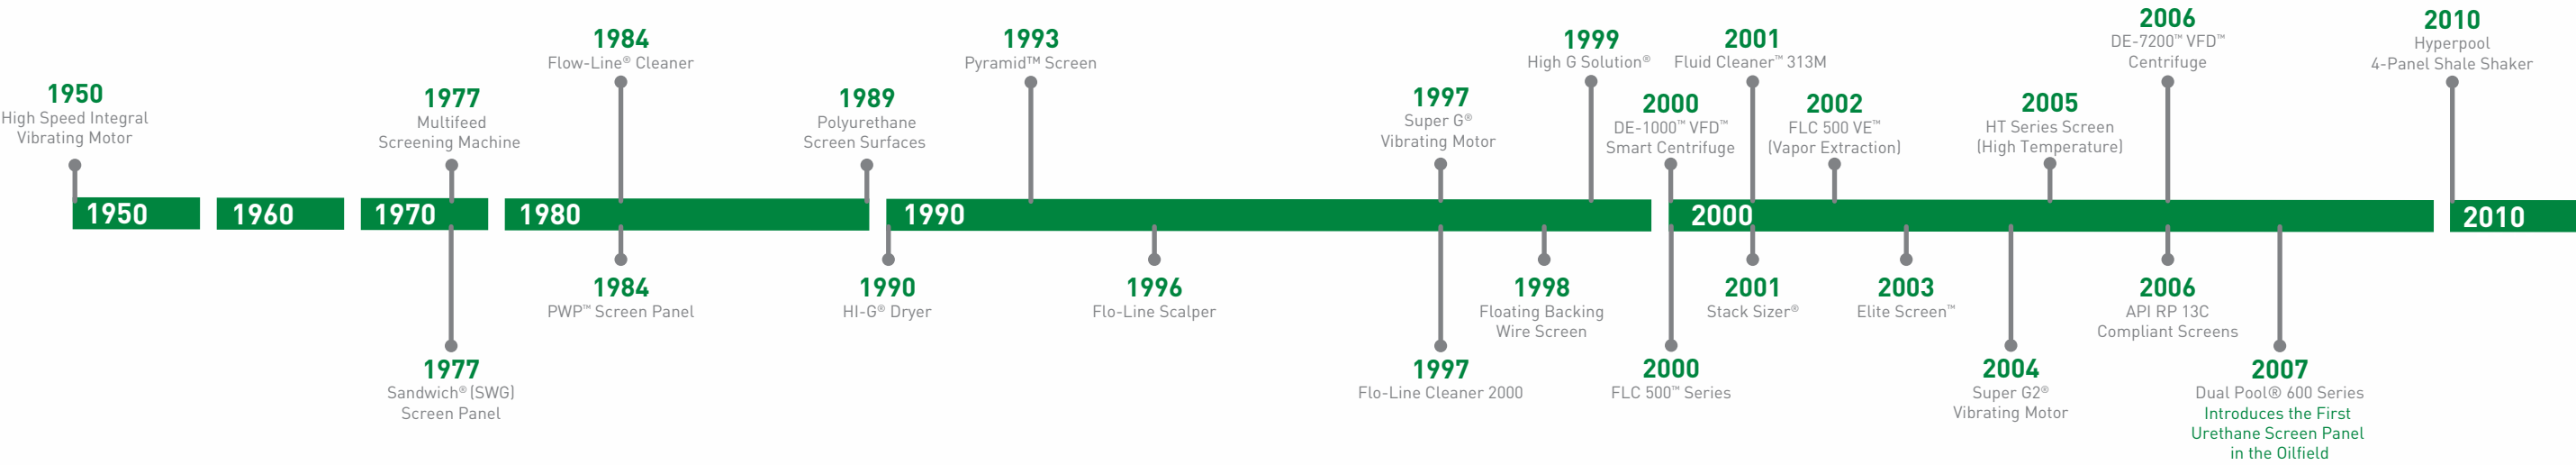 1950
High Speed Integral
Vibrating Motor
1977
Multifeed
Screening Machine
1984
Flow-Line® Cleaner
1989
Polyurethane
Screen Surfaces
1993
Pyramid™ Screen
1997
Super G®
Vibrating Motor
1999
High G Solution®
2000
DE-1000™ VFD™
Smart Centrifuge
2001
Fluid Cleaner™ 313M
2002
FLC 500 VE™
(Vapor Extraction)
2005
HT Series Screen
(High Temperature)
2006
DE-7200™ VFD™
Centrifuge
2010
Hyperpool
4-Panel Shale Shaker
1950
1960
1970
1980
1990
2000
2010
1977
Sandwich® (SWG)
Screen Panel
1984
PWP™ Screen Panel
1990
HI-G® Dryer
1996
Flo-Line Scalper
1997
Flo-Line Cleaner 2000
1998
Floating Backing
Wire Screen
2000
FLC 500™ Series
2001
Stack Sizer®
2003
Elite Screen™
2004
Super G2®
Vibrating Motor
2006
API RP 13C
Compliant Screens
2007
Dual Pool® 600 Series
Introduces the First
Urethane Screen Panel
in the Oilfield